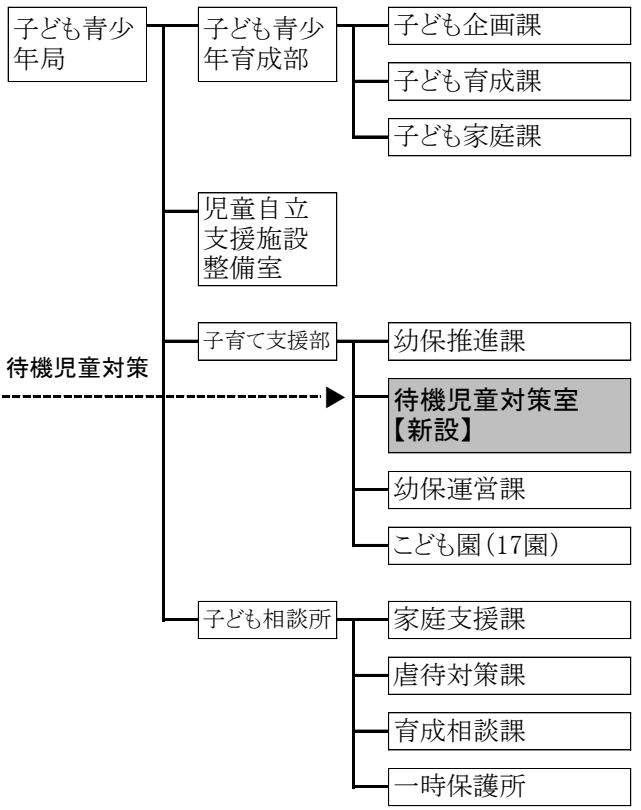 子ども青少
年局
子ども青少
年育成部
子ども企画課
子ども育成課
子ども家庭課
児童自立
支援施設
整備室
子育て支援部
幼保推進課
待機児童対策
待機児童対策室
【新設】
幼保運営課
こども園(17園)
子ども相談所
家庭支援課
虐待対策課
育成相談課
一時保護所